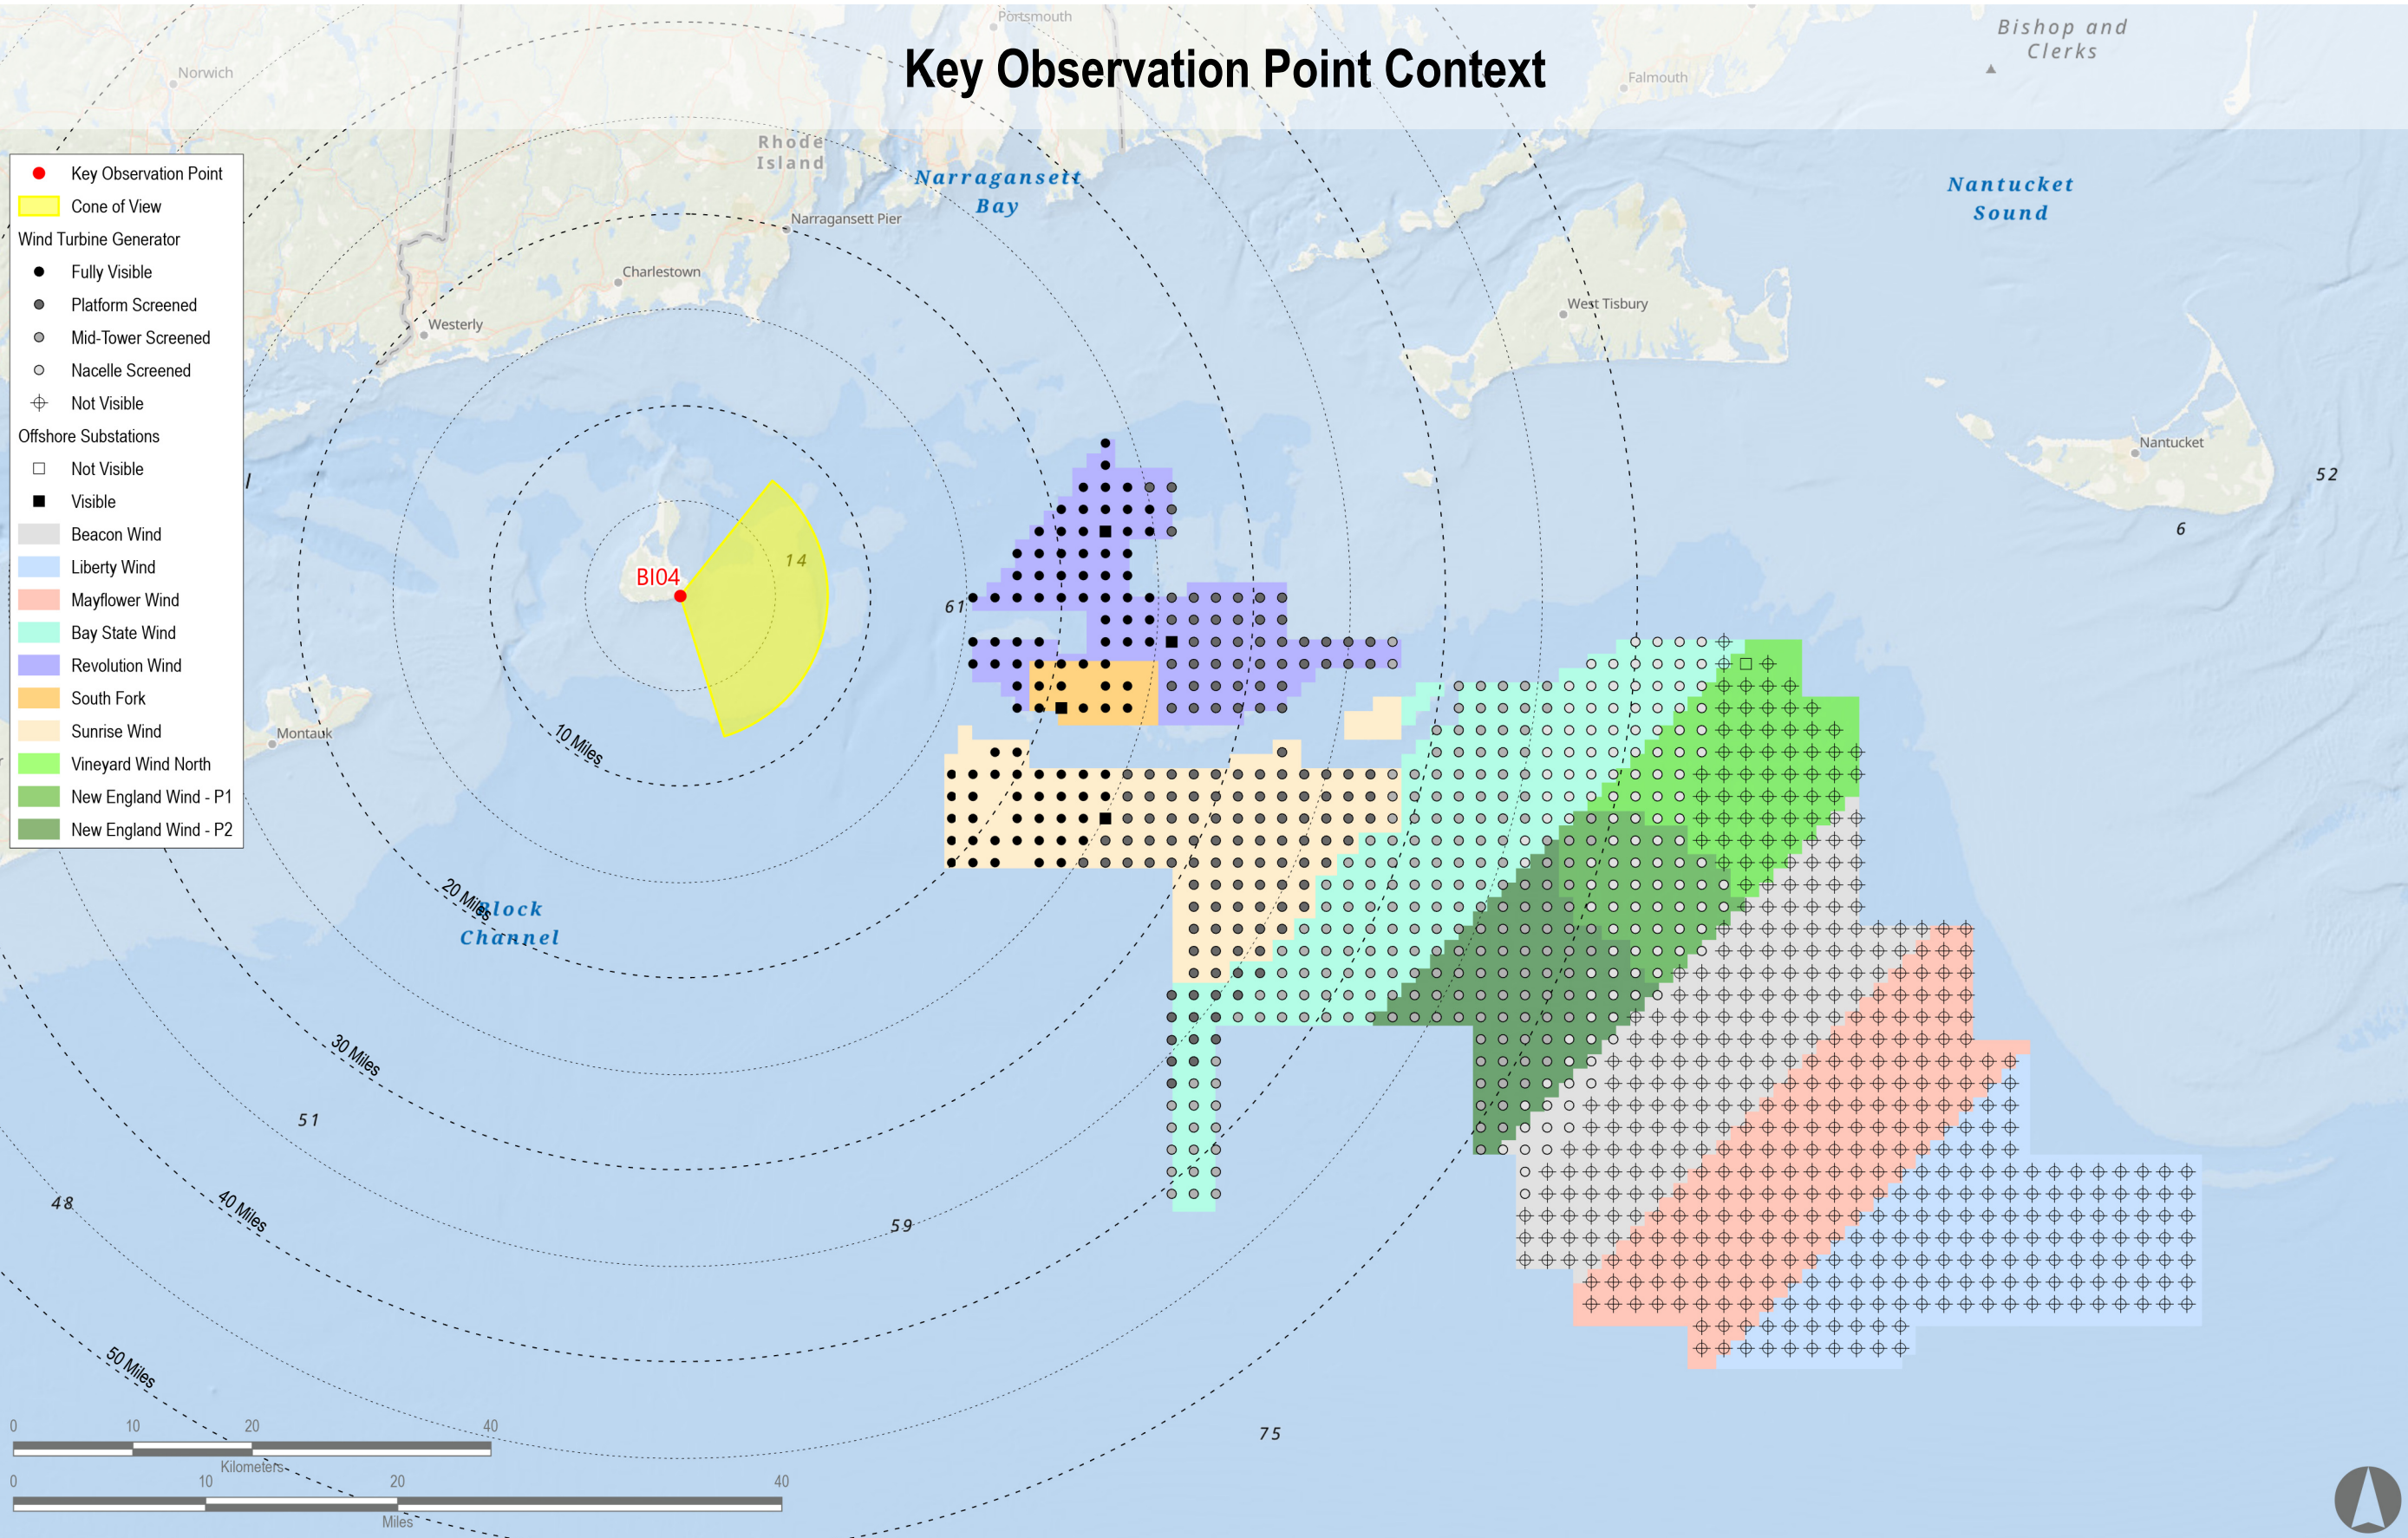 Key Observation Point Context
Portsmouth
Bishop and
Clerks
Norwich
Falmouth
Rhode
Island
Narragansett
Bay
Nantucket
Sound
Narragansett Pier
Charlestown
Westerly
West Tisbury
Nantucket
Montauk
Block
Channel
Key Observation Point
Cone of View
Wind Turbine Generator
Fully Visible
Platform Screened
Mid-Tower Screened
Nacelle Screened
Not Visible
Offshore Substations
Not Visible
Visible
Beacon Wind
Liberty Wind
Mayflower Wind
Bay State Wind
Revolution Wind
South Fork
Sunrise Wind
Vineyard Wind North
New England Wind - P1
New England Wind - P2
BI04
14
61
52
6
51
48
59
75
10 Miles
20 Miles
30 Miles
40 Miles
50 Miles
0 10 20 40
Kilometers
0 10 20 40
Miles